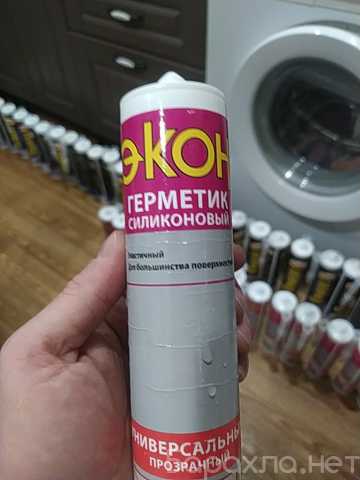 ЭКОН
ГЕРМЕТИК
СИЛИКОНОВЫЙ
Эластичный
Для большинства поверхностей
УНИВЕРСАЛЬНЫЙ
ПРОЗРАЧНЫЙ
барахла.нет